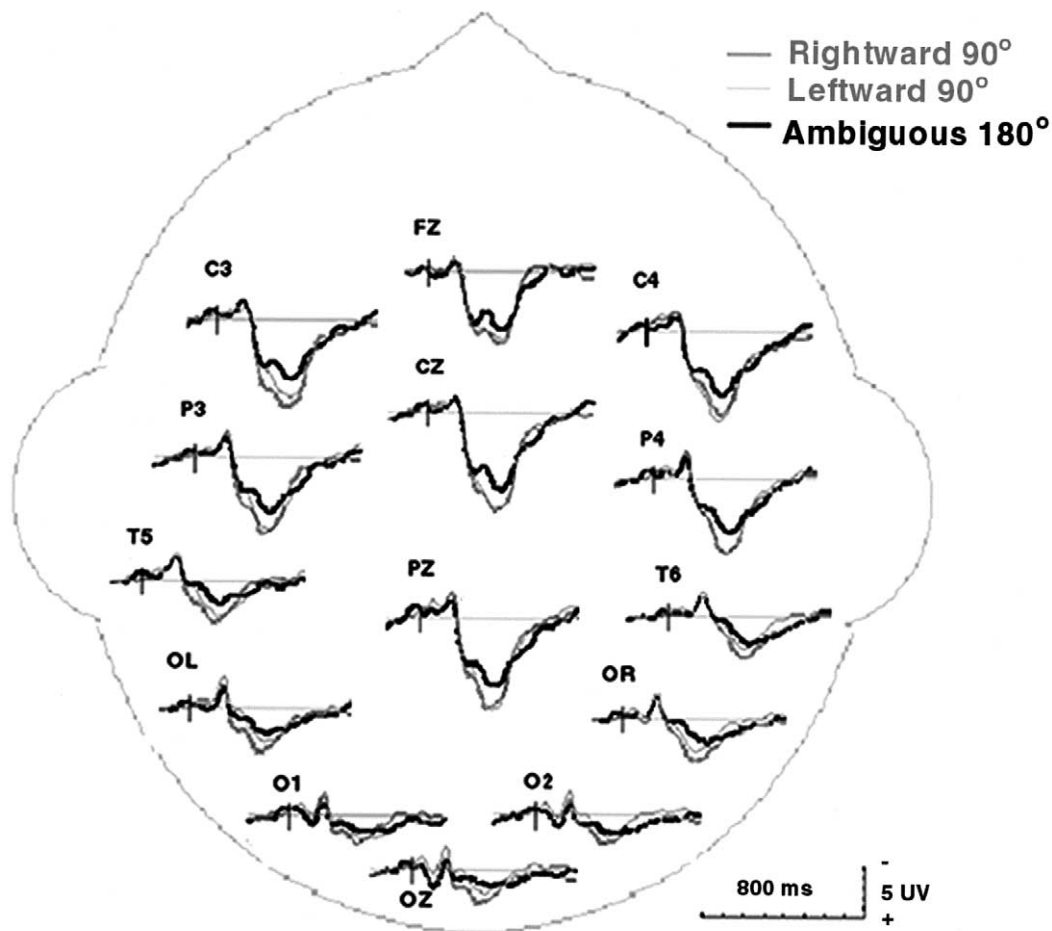 Rightward 90°
Leftward 90°
Ambiguous 180°
FZ
C3
C4
CZ
P3
P4
T5
PZ
T6
OL
OR
O1
O2
OZ
800 ms
-
5 UV
+